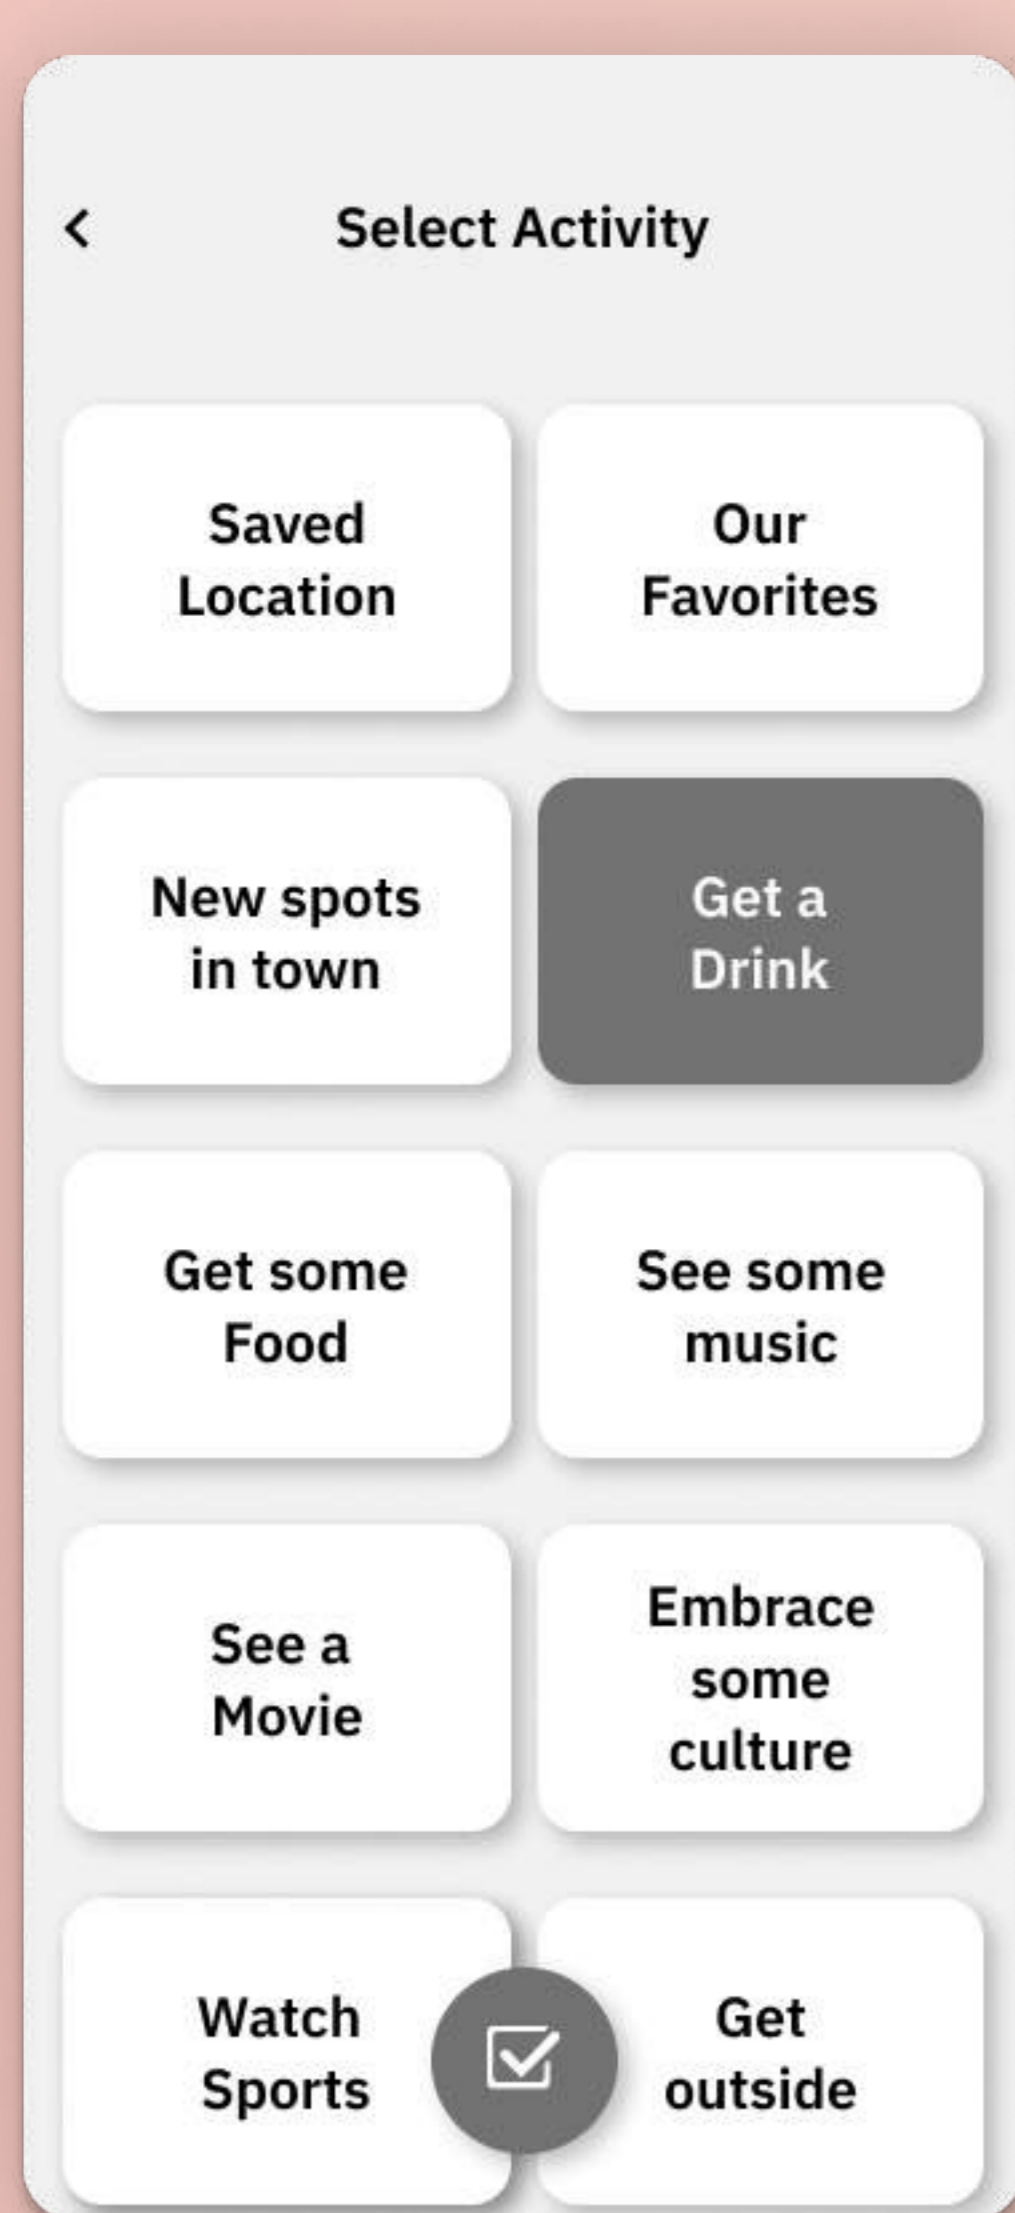 Select Activity
Saved
Location
Our
Favorites
New spots
in town
Get a
Drink
Get some
Food
See some
music
See a
Movie
Embrace
some
culture
Watch
Sports
Get
outside